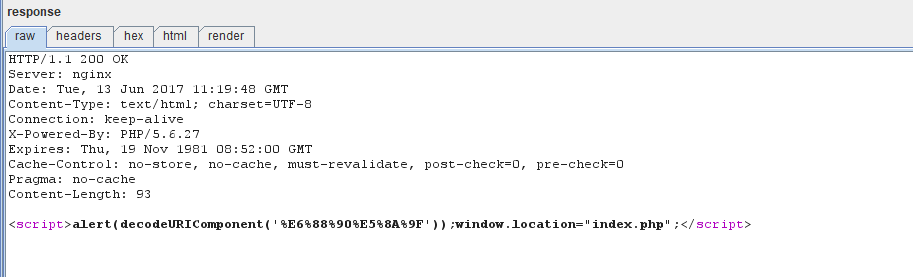 response
raw headers hex html render
HTTP/1.1 200 OK
Server: nginx
Date: Tue, 13 Jun 2017 11:19:48 GMT
Content-Type: text/html; charset=UTF-8
Connection: keep-alive
X-Powered-By: PHP/5.6.27
Expires: Thu, 19 Nov 1981 08:52:00 GMT
Cache-Control: no-store, no-cache, must-revalidate, post-check=0, pre-check=0
Pragma: no-cache
Content-Length: 93
<script>alert(decodeURIComponent('%E6%88%90%E5%8A%9F'));window.location="index.php";</script>